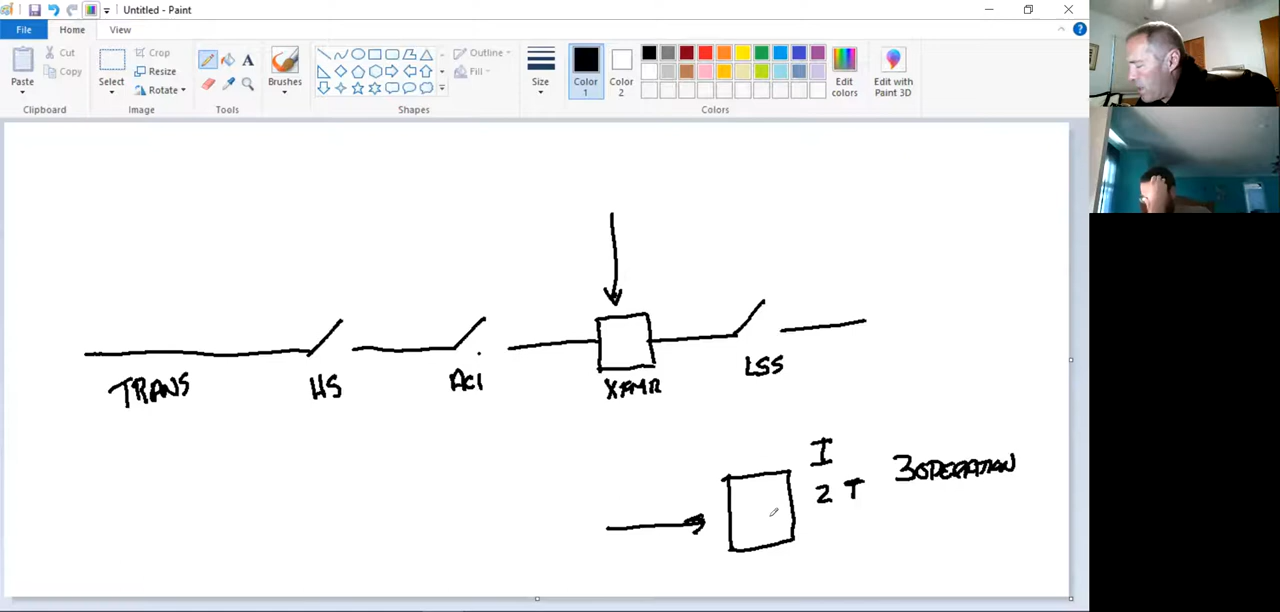 Untitled - Paint
File
Home
View
Paste
Cut
Copy
Clipboard
Select
Crop
Resize
Rotate
Image
A
Tools
Brushes
Outline
Fill
Shapes
Size
Color 1
Color 2
Edit colors
Colors
Edit with Paint 3D
TRANS
HS
ACI
XFMR
LSS
I
2 T
3 OPERATION